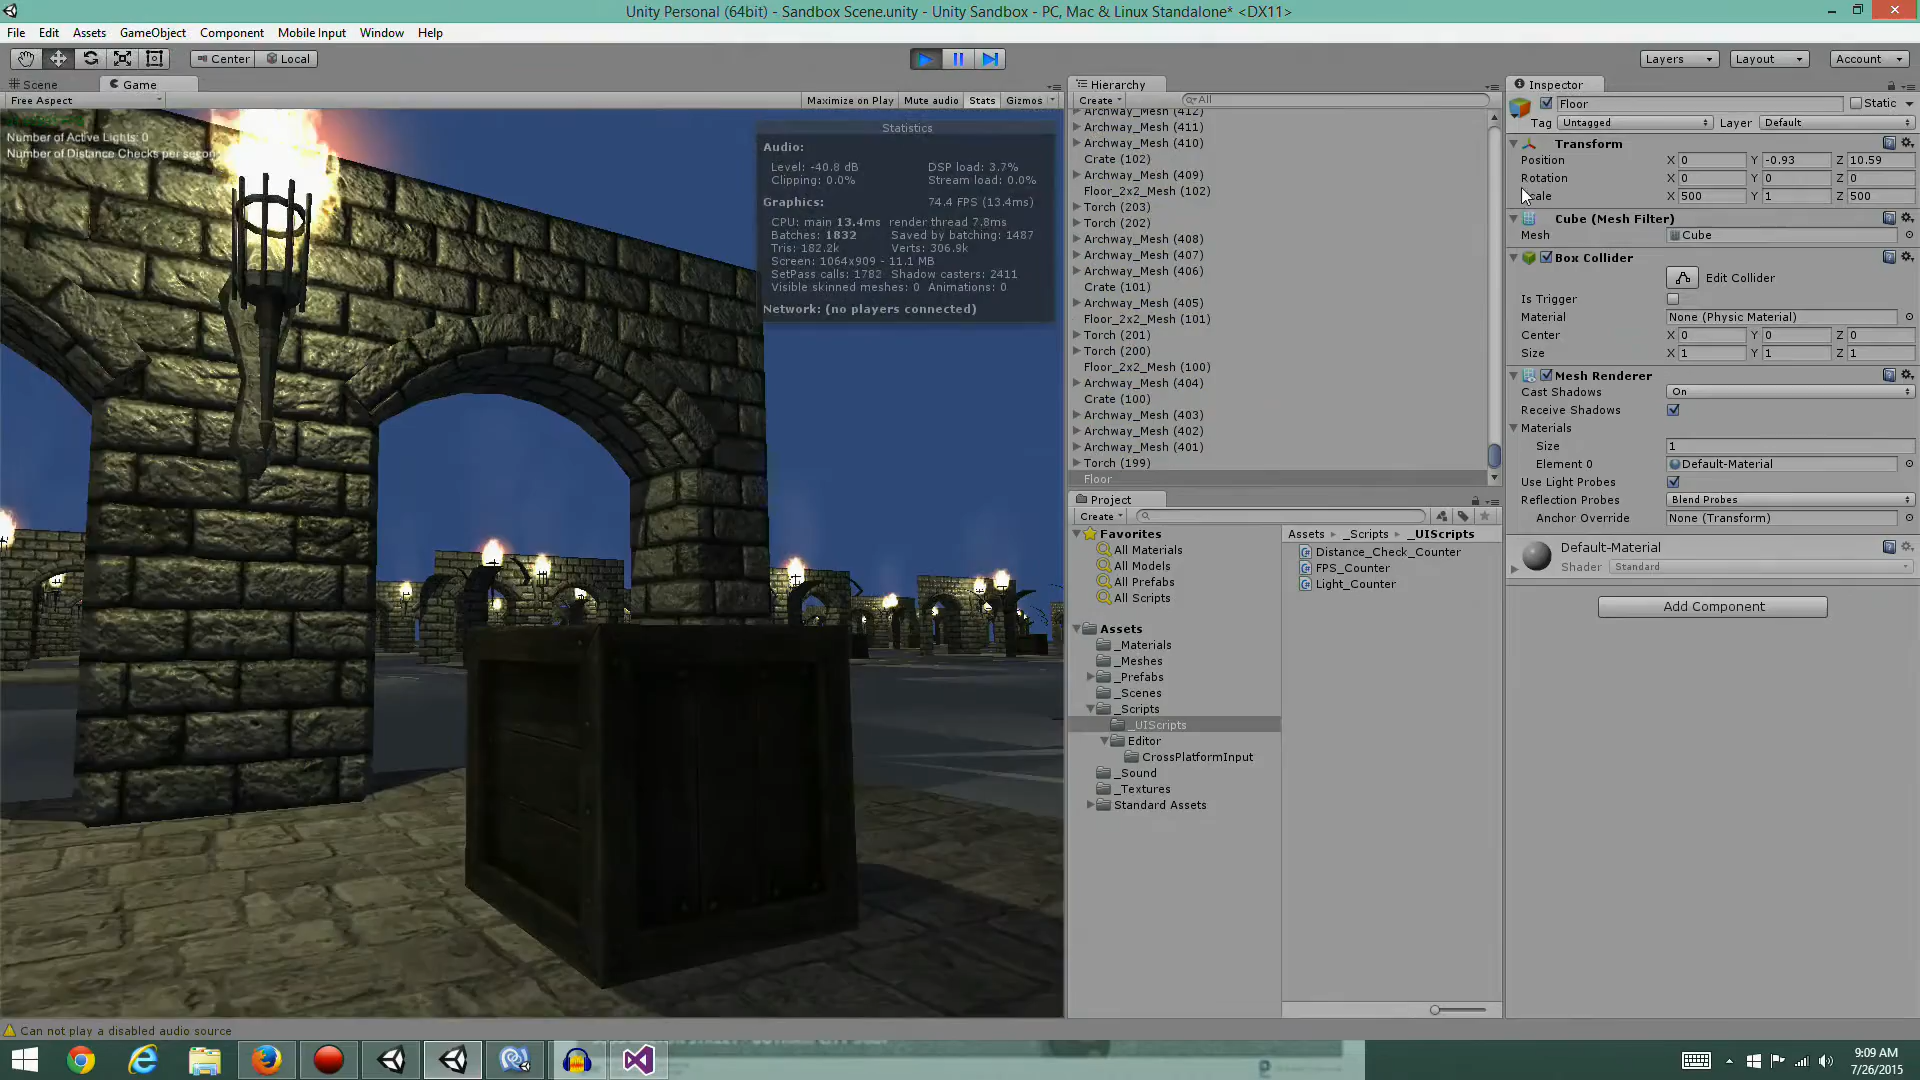 Unity Personal (64bit) - Sandbox Scene.unity - Unity Sandbox - PC, Mac & Linux Standalone* <DX11>
File Edit Assets GameObject Component Mobile Input Window Help
Center Local
Layers Layout Account
Scene Game
Free Aspect
Maximize on Play Mute audio Stats Gizmos
Number of Active Lights: 0
Number of Distance Checks per secon
Statistics
Audio:
Level: -40.8 dB DSP load: 3.7%
Clipping: 0.0% Stream load: 0.0%
Graphics: 74.4 FPS (13.4ms)
CPU: main 13.4ms render thread 7.8ms
Batches: 1832 Saved by batching: 1487
Tris: 182.2k Verts: 306.9k
Screen: 1064x909 - 11.1 MB
SetPass calls: 1782 Shadow casters: 2411
Visible skinned meshes: 0 Animations: 0
Network: (no players connected)
Hierarchy
Create All
Archway_Mesh (412)
Archway_Mesh (411)
Archway_Mesh (410)
Crate (102)
Archway_Mesh (409)
Floor_2x2_Mesh (102)
Torch (203)
Torch (202)
Archway_Mesh (408)
Archway_Mesh (407)
Archway_Mesh (406)
Crate (101)
Archway_Mesh (405)
Floor_2x2_Mesh (101)
Torch (201)
Torch (200)
Floor_2x2_Mesh (100)
Archway_Mesh (404)
Crate (100)
Archway_Mesh (403)
Archway_Mesh (402)
Archway_Mesh (401)
Torch (199)
Floor
Project
Create
Favorites
All Materials
All Models
All Prefabs
All Scripts
Assets
_Materials
_Meshes
_Prefabs
_Scenes
_Scripts
_UIScripts
Editor
CrossPlatformInput
_Sound
_Textures
Standard Assets
Assets _Scripts _UIScripts
Distance_Check_Counter
FPS_Counter
Light_Counter
Inspector
Floor Static
Tag Untagged Layer Default
Transform
Position X 0 Y -0.93 Z 10.59
Rotation X 0 Y 0 Z 0
cale X 500 Y 1 Z 500
Cube (Mesh Filter)
Mesh Cube
Box Collider
Edit Collider
Is Trigger
Material None (Physic Material)
Center X 0 Y 0 Z 0
Size X 1 Y 1 Z 1
Mesh Renderer
Cast Shadows On
Receive Shadows
Materials
Size 1
Element 0 Default-Material
Use Light Probes
Reflection Probes Blend Probes
Anchor Override None (Transform)
Default-Material
Shader Standard
Add Component
Can not play a disabled audio source
9:09 AM
7/26/2015